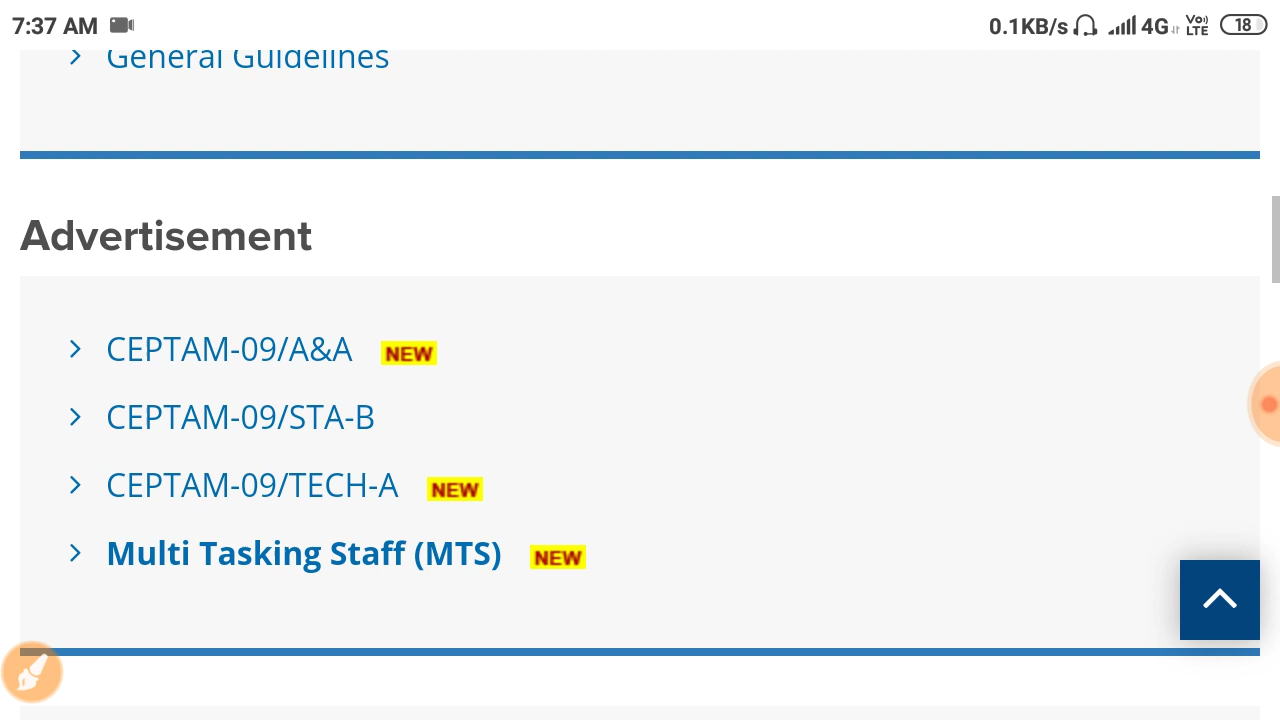 7:37 AM 0.1KB/s 4G Vo) LTE 18
General Guidelines
Advertisement
CEPTAM-09/A&A NEW
CEPTAM-09/STA-B
CEPTAM-09/TECH-A NEW
Multi Tasking Staff (MTS) NEW